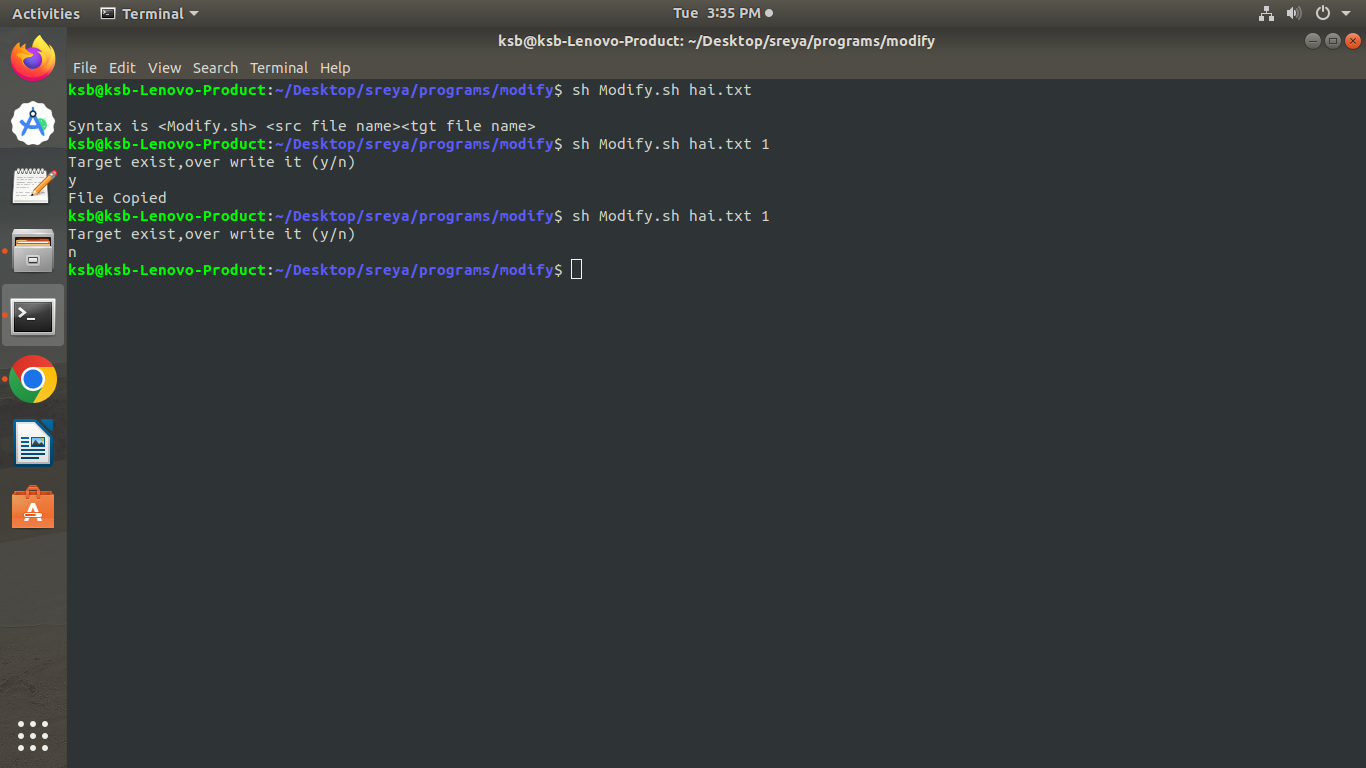 Activities Terminal Tue 3:35 PM
ksb@ksb-Lenovo-Product: ~/Desktop/sreya/programs/modify
File Edit View Search Terminal Help
ksb@ksb-Lenovo-Product:~/Desktop/sreya/programs/modify$ sh Modify.sh hai.txt
Syntax is <Modify.sh> <src file name><tgt file name>
ksb@ksb-Lenovo-Product:~/Desktop/sreya/programs/modify$ sh Modify.sh hai.txt 1
Target exist,over write it (y/n)
y
File Copied
ksb@ksb-Lenovo-Product:~/Desktop/sreya/programs/modify$ sh Modify.sh hai.txt 1
Target exist,over write it (y/n)
n
ksb@ksb-Lenovo-Product:~/Desktop/sreya/programs/modify$